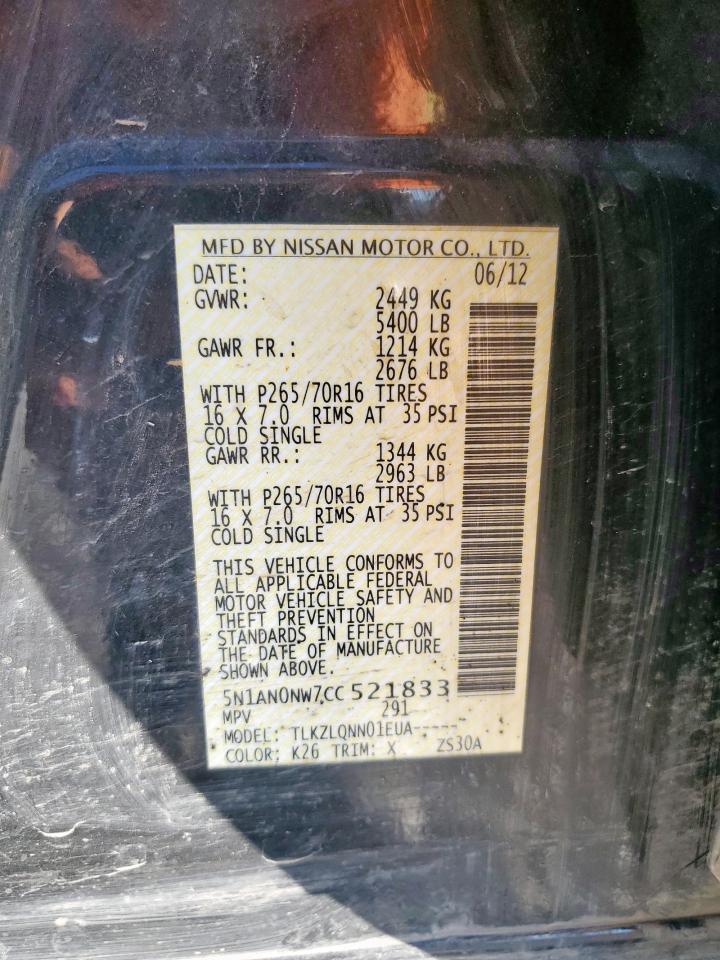 MFD BY NISSAN MOTOR CO., LTD.
DATE: 06/12
GVWR: 2449 KG
5400 LB
GAWR FR.: 1214 KG
2676 LB
WITH P265/70R16 TIRES
16 X 7.0 RIMS AT 35 PSI
COLD SINGLE
GAWR RR.: 1344 KG
2963 LB
WITH P265/70R16 TIRES
16 X 7.0 RIMS AT 35 PSI
COLD SINGLE
THIS VEHICLE CONFORMS TO
ALL APPLICABLE FEDERAL
MOTOR VEHICLE SAFETY AND
THEFT PREVENTION
STANDARDS IN EFFECT ON
THE DATE OF MANUFACTURE
SHOWN ABOVE.
5N1AN0NW7CC521833
MPV 291
MODEL: TLKZLQNN01EUA-----
COLOR: K26 TRIM: X ZS30A